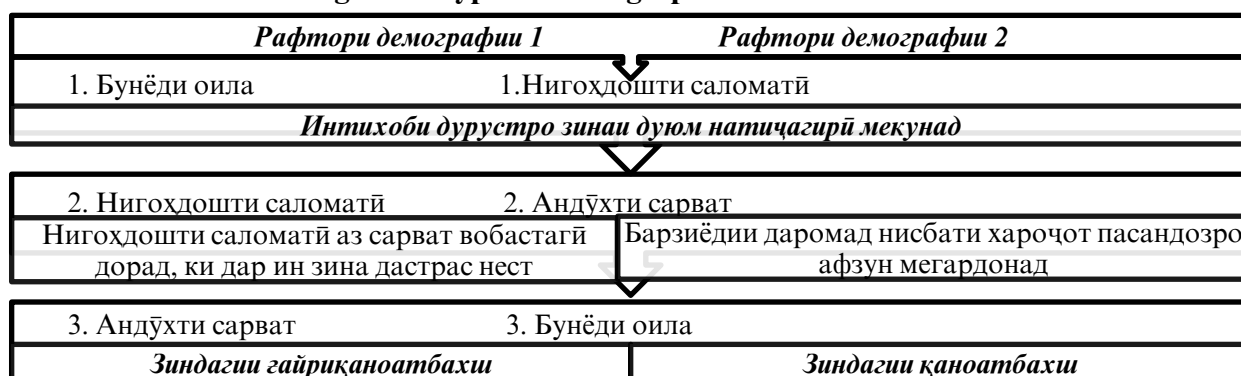 Рафтори демографии 1 Рафтори демографии 2
1. Бунёди оила 1.Нигоҳдошти саломатӣ
Интихоби дурустро зинаи дуюм натиҷагирӣ мекунад
2. Нигоҳдошти саломатӣ 2. Андӯхти сарват
Нигоҳдошти саломатӣ аз сарват вобастагӣ
дорад, ки дар ин зина дастрас нест
Барзиёдии даромад нисбати хароҷот пасандозро
афзун мегардонад
3. Андӯхти сарват 3. Бунёди оила
Зиндагии ғайриқаноатбахш Зиндагии қаноатбахш